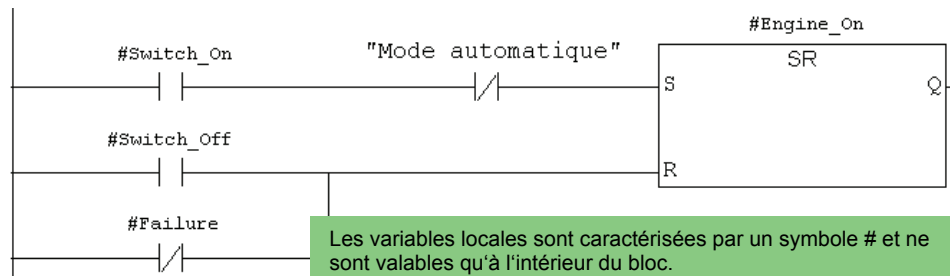 #Engine_On
#Switch_On "Mode automatique" SR
S Q
#Switch_Off
R
#Failure
Les variables locales sont caractérisées par un symbole # et ne
sont valables qu'à l'intérieur du bloc.